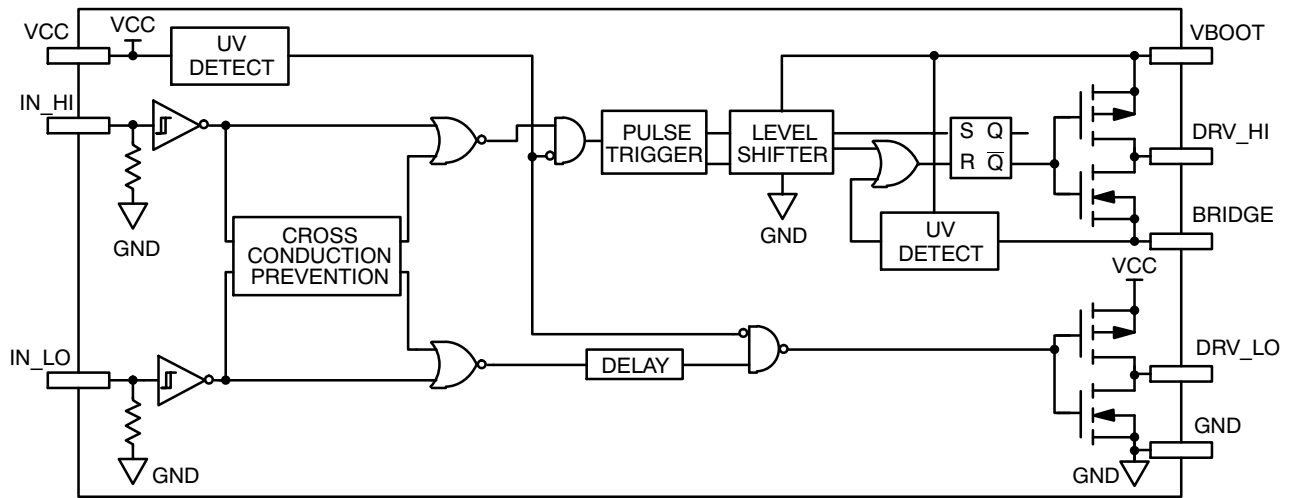 VCC
VCC
UV
DETECT
VBOOT
IN_HI
GND
PULSE
TRIGGER
LEVEL
SHIFTER
GND
S Q
R Q̅
DRV_HI
UV
DETECT
BRIDGE
CROSS
CONDUCTION
PREVENTION
VCC
IN_LO
GND
DELAY
DRV_LO
GND
GND